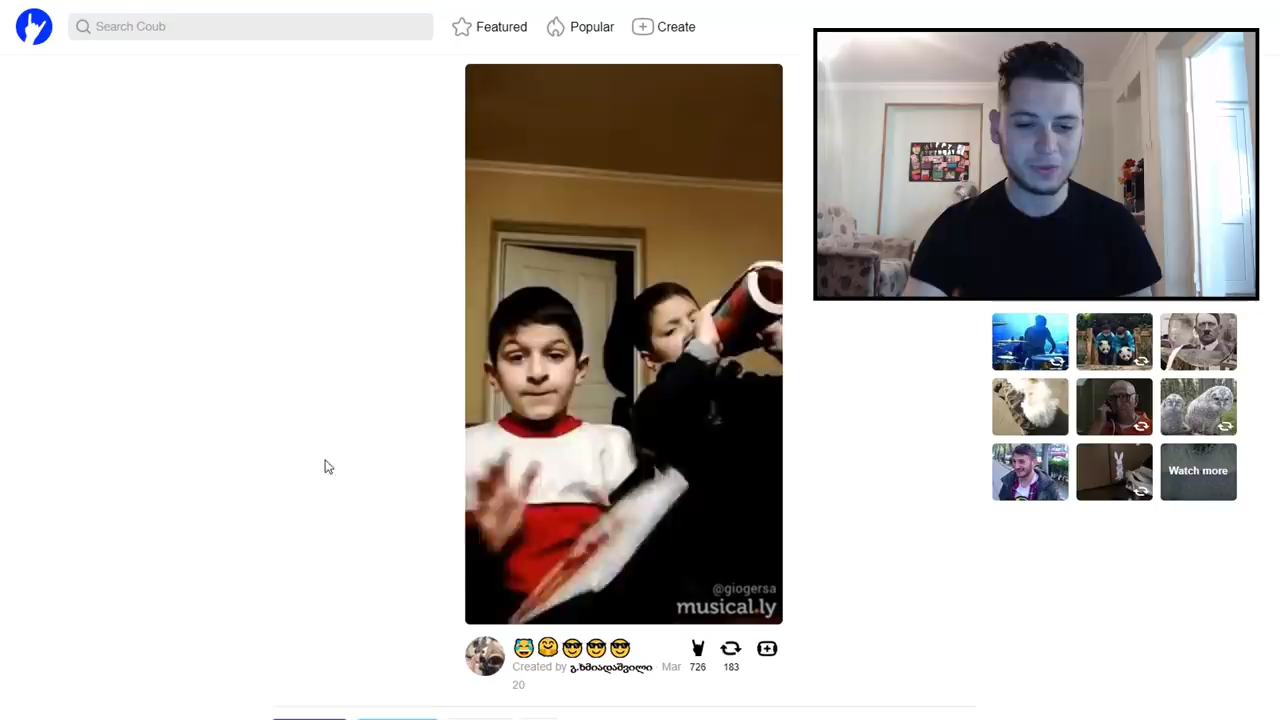 Search Coub
Featured
Popular
Create
@giogersa
musical.ly
Created by გ.ხმიადაშვილი · Mar
20
726
183
Watch more